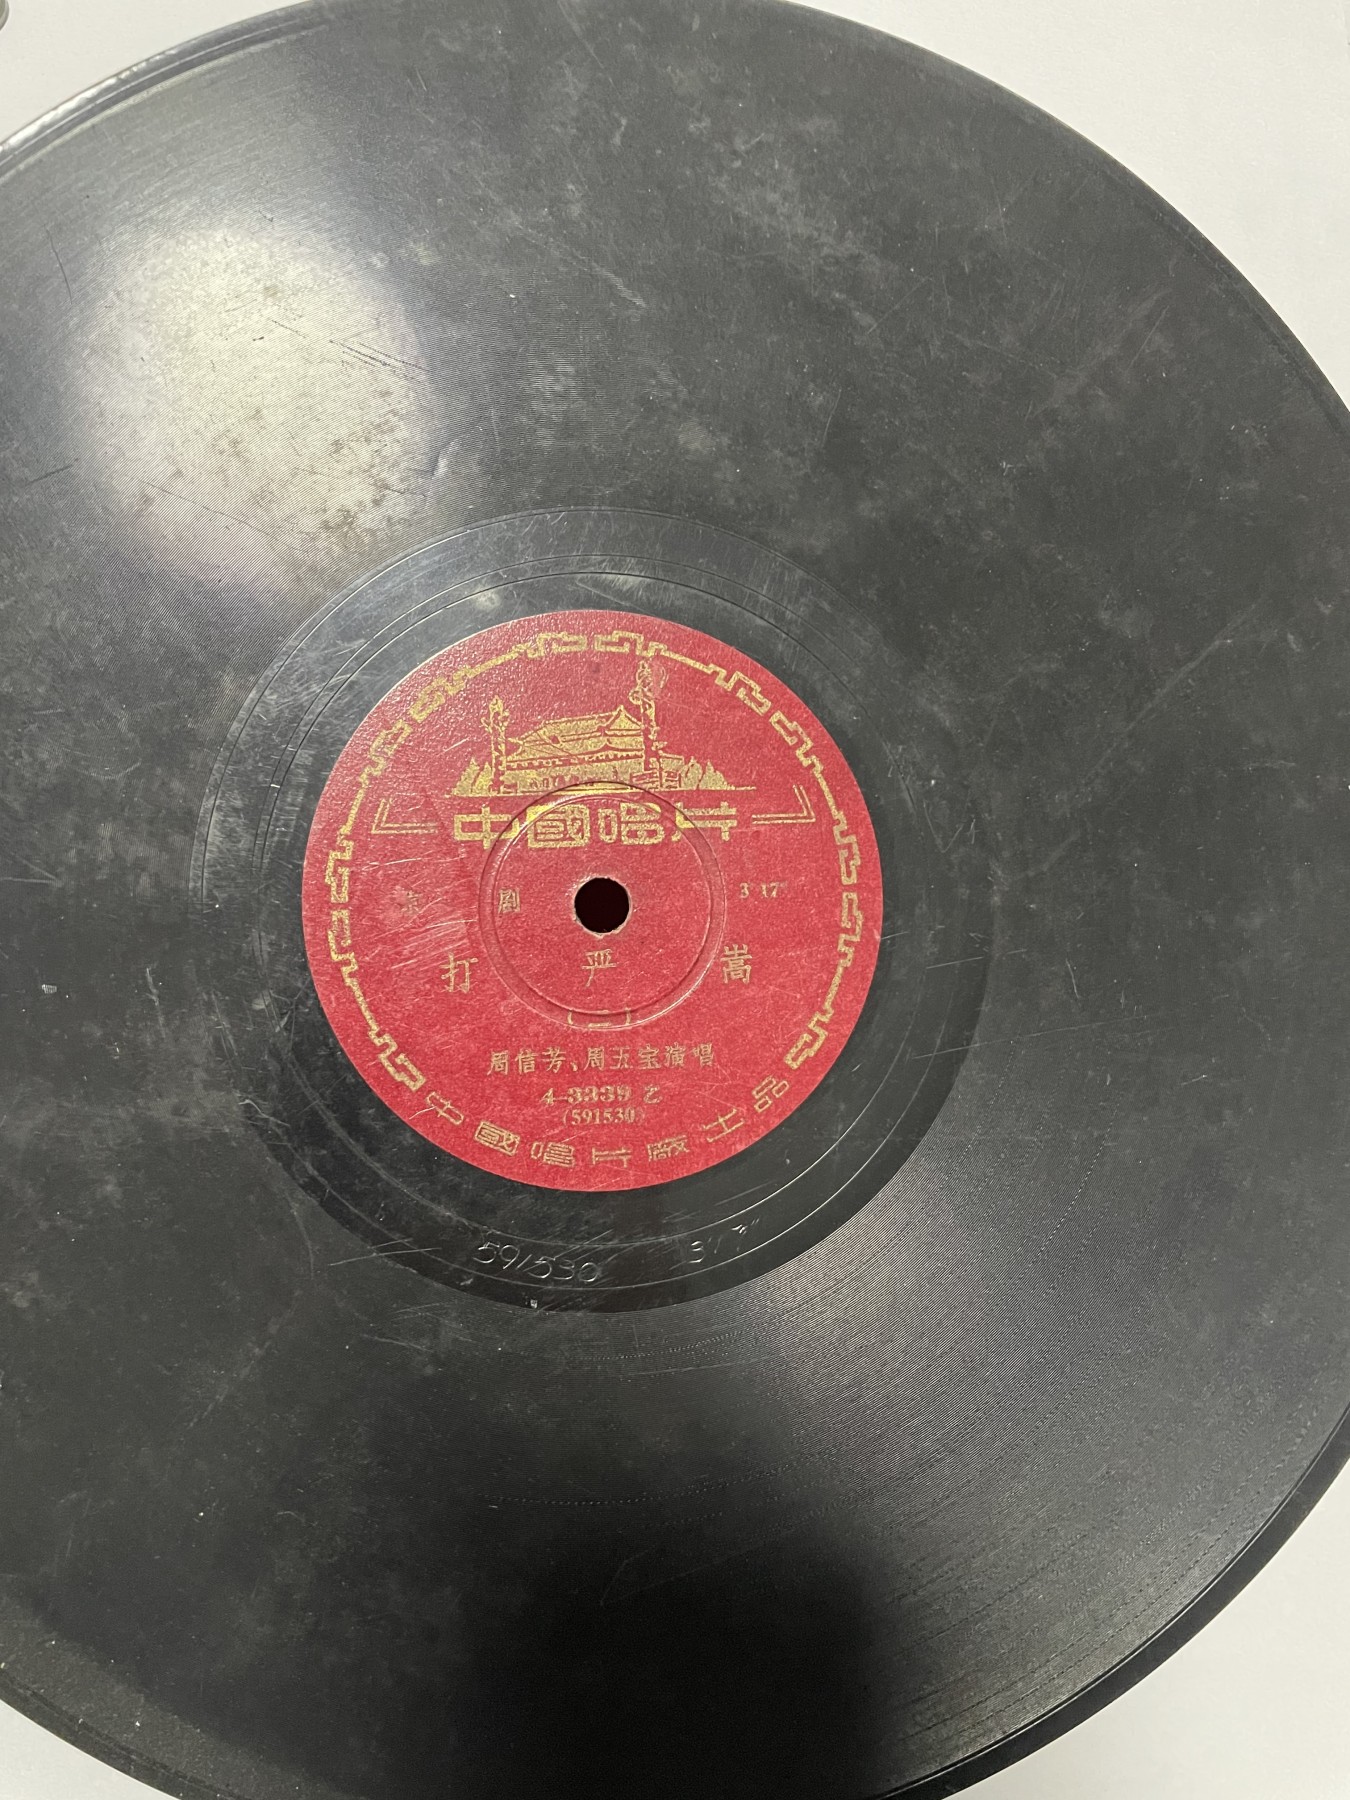 中國唱片
京 剧 3′17″
打 严 嵩
(二)
周信芳、周五宝演唱
4-3339 乙
(591530)
中國唱片廠出品
591530